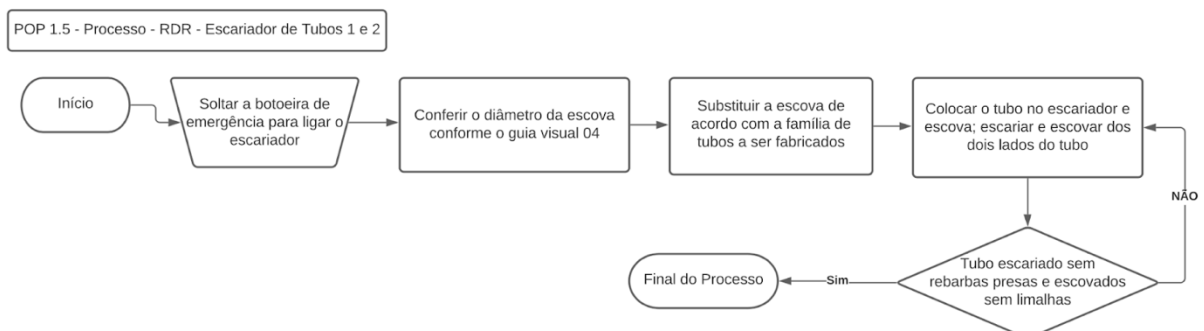 POP 1.5 - Processo - RDR - Escariador de Tubos 1 e 2
Início
Soltar a botoeira de
emergência para ligar o
escariador
Conferir o diâmetro da escova
conforme o guia visual 04
Substituir a escova de
acordo com a família de
tubos a ser fabricados
Colocar o tubo no escariador e
escova; escariar e escovar dos
dois lados do tubo
NÃO
Tubo escariado sem
rebarbas presas e escovados
sem limalhas
Sim
Final do Processo